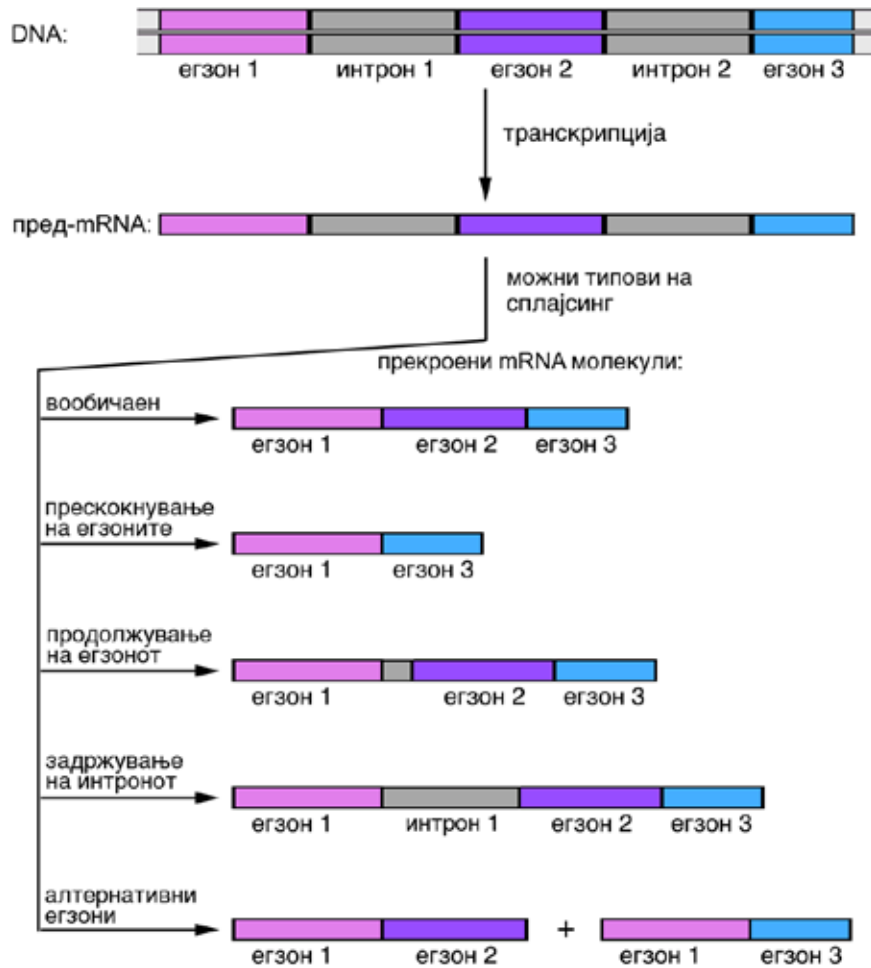 DNA:
егзон 1 интрон 1 егзон 2 интрон 2 егзон 3
транскрипција
пред-mRNA:
можни типови на
сплајсинг
прекроени mRNA молекули:
вообичаен
егзон 1 егзон 2 егзон 3
прескокнување
на егзоните
егзон 1 егзон 3
продолжување
на егзонот
егзон 1 егзон 2 егзон 3
задржување
на интронот
егзон 1 интрон 1 егзон 2 егзон 3
алтернативни
егзони
+
егзон 1 егзон 2 егзон 1 егзон 3